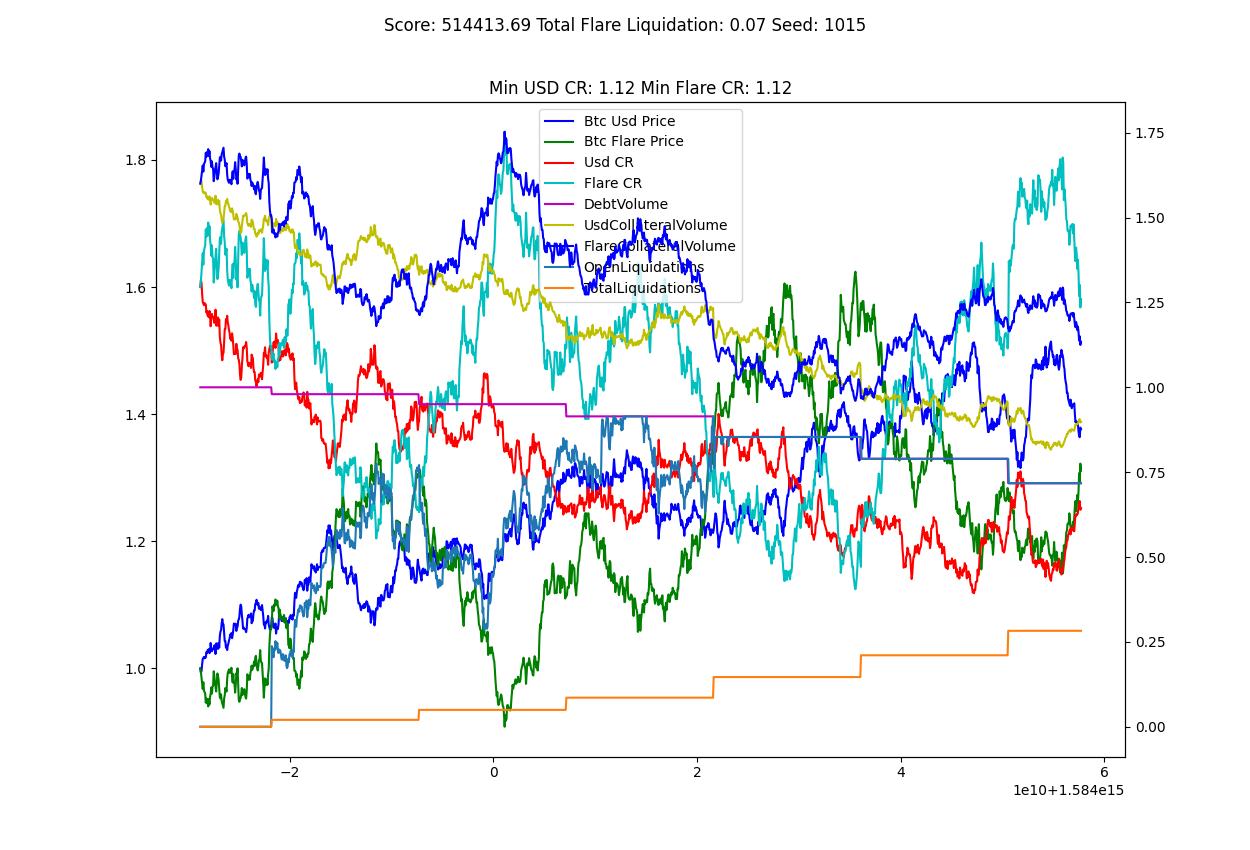 Score: 514413.69 Total Flare Liquidation: 0.07 Seed: 1015
Min USD CR: 1.12 Min Flare CR: 1.12
Btc Usd Price
Btc Flare Price
Usd CR
Flare CR
DebtVolume
UsdCollateralVolume
FlareCollateralVolume
OpenLiquidations
TotalLiquidations
1.8
1.6
1.4
1.2
1.0
1.75
1.50
1.25
1.00
0.75
0.50
0.25
0.00
−2
0
2
4
6
1e10+1.584e15